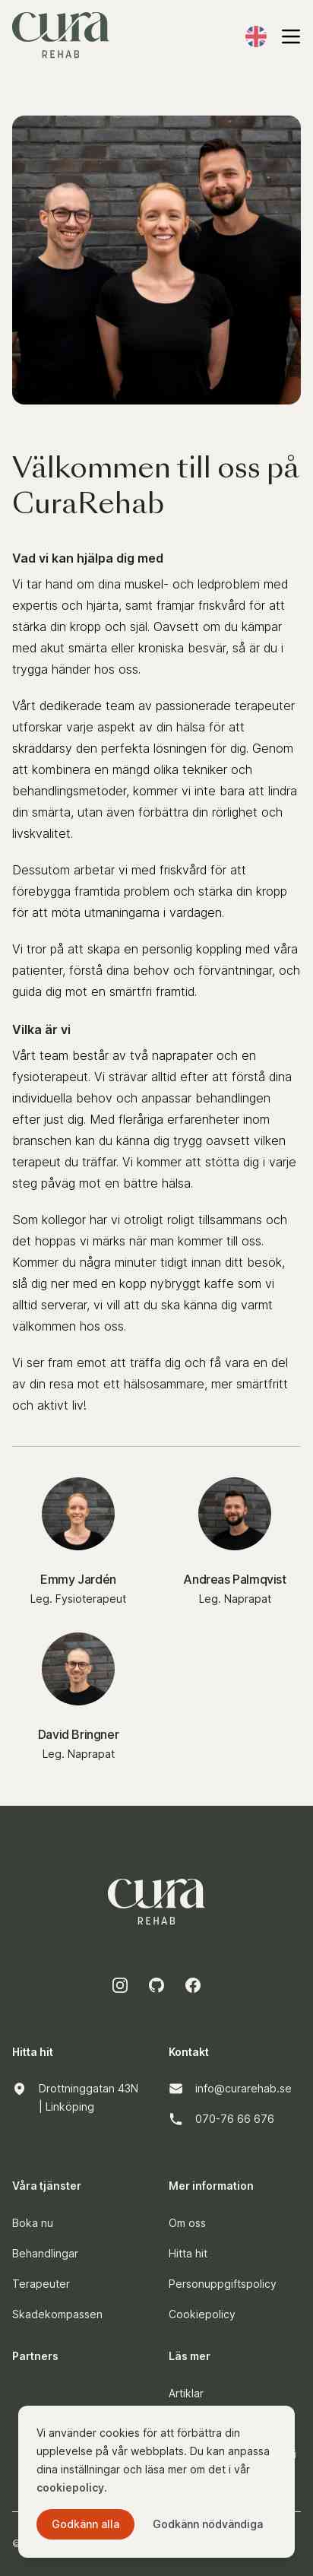 cura
REHAB
Välkommen till oss på
CuraRehab
Vad vi kan hjälpa dig med
Vi tar hand om dina muskel- och ledproblem med
expertis och hjärta, samt främjar friskvård för att
stärka din kropp och själ. Oavsett om du kämpar
med akut smärta eller kroniska besvär, så är du i
trygga händer hos oss.
Vårt dedikerade team av passionerade terapeuter
utforskar varje aspekt av din hälsa för att
skräddarsy den perfekta lösningen för dig. Genom
att kombinera en mängd olika tekniker och
behandlingsmetoder, kommer vi inte bara att lindra
din smärta, utan även förbättra din rörlighet och
livskvalitet.
Dessutom arbetar vi med friskvård för att
förebygga framtida problem och stärka din kropp
för att möta utmaningarna i vardagen.
Vi tror på att skapa en personlig koppling med våra
patienter, förstå dina behov och förväntningar, och
guida dig mot en smärtfri framtid.
Vilka är vi
Vårt team består av två naprapater och en
fysioterapeut. Vi strävar alltid efter att förstå dina
individuella behov och anpassar behandlingen
efter just dig. Med fleråriga erfarenheter inom
branschen kan du känna dig trygg oavsett vilken
terapeut du träffar. Vi kommer att stötta dig i varje
steg påväg mot en bättre hälsa.
Som kollegor har vi otroligt roligt tillsammans och
det hoppas vi märks när man kommer till oss.
Kommer du några minuter tidigt innan ditt besök,
slå dig ner med en kopp nybryggt kaffe som vi
alltid serverar, vi vill att du ska känna dig varmt
välkommen hos oss.
Vi ser fram emot att träffa dig och få vara en del
av din resa mot ett hälsosammare, mer smärtfritt
och aktivt liv!
Emmy Jardén
Leg. Fysioterapeut
Andreas Palmqvist
Leg. Naprapat
David Bringner
Leg. Naprapat
cura
REHAB
Hitta hit
Drottninggatan 43N
| Linköping
Kontakt
info@curarehab.se
070-76 66 676
Våra tjänster
Boka nu
Behandlingar
Terapeuter
Skadekompassen
Mer information
Om oss
Hitta hit
Personuppgiftspolicy
Cookiepolicy
Partners
Läs mer
Artiklar
Vi använder cookies för att förbättra din
upplevelse på vår webbplats. Du kan anpassa
dina inställningar och läsa mer om det i vår
cookiepolicy.
Godkänn alla
Godkänn nödvändiga
©